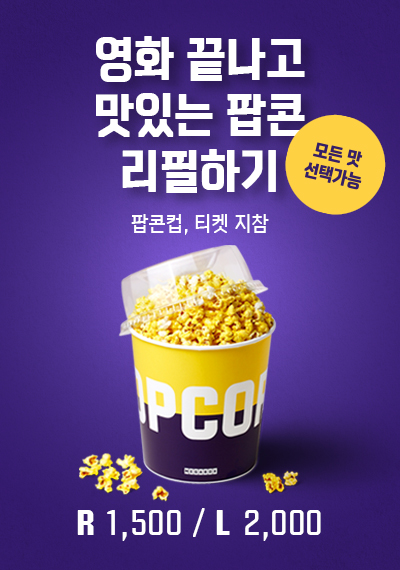 영화 끝나고
맛있는 팝콘
리필하기
모든 맛
선택가능
팝콘컵, 티켓 지참
OPCOR
R 1,500 / L 2,000